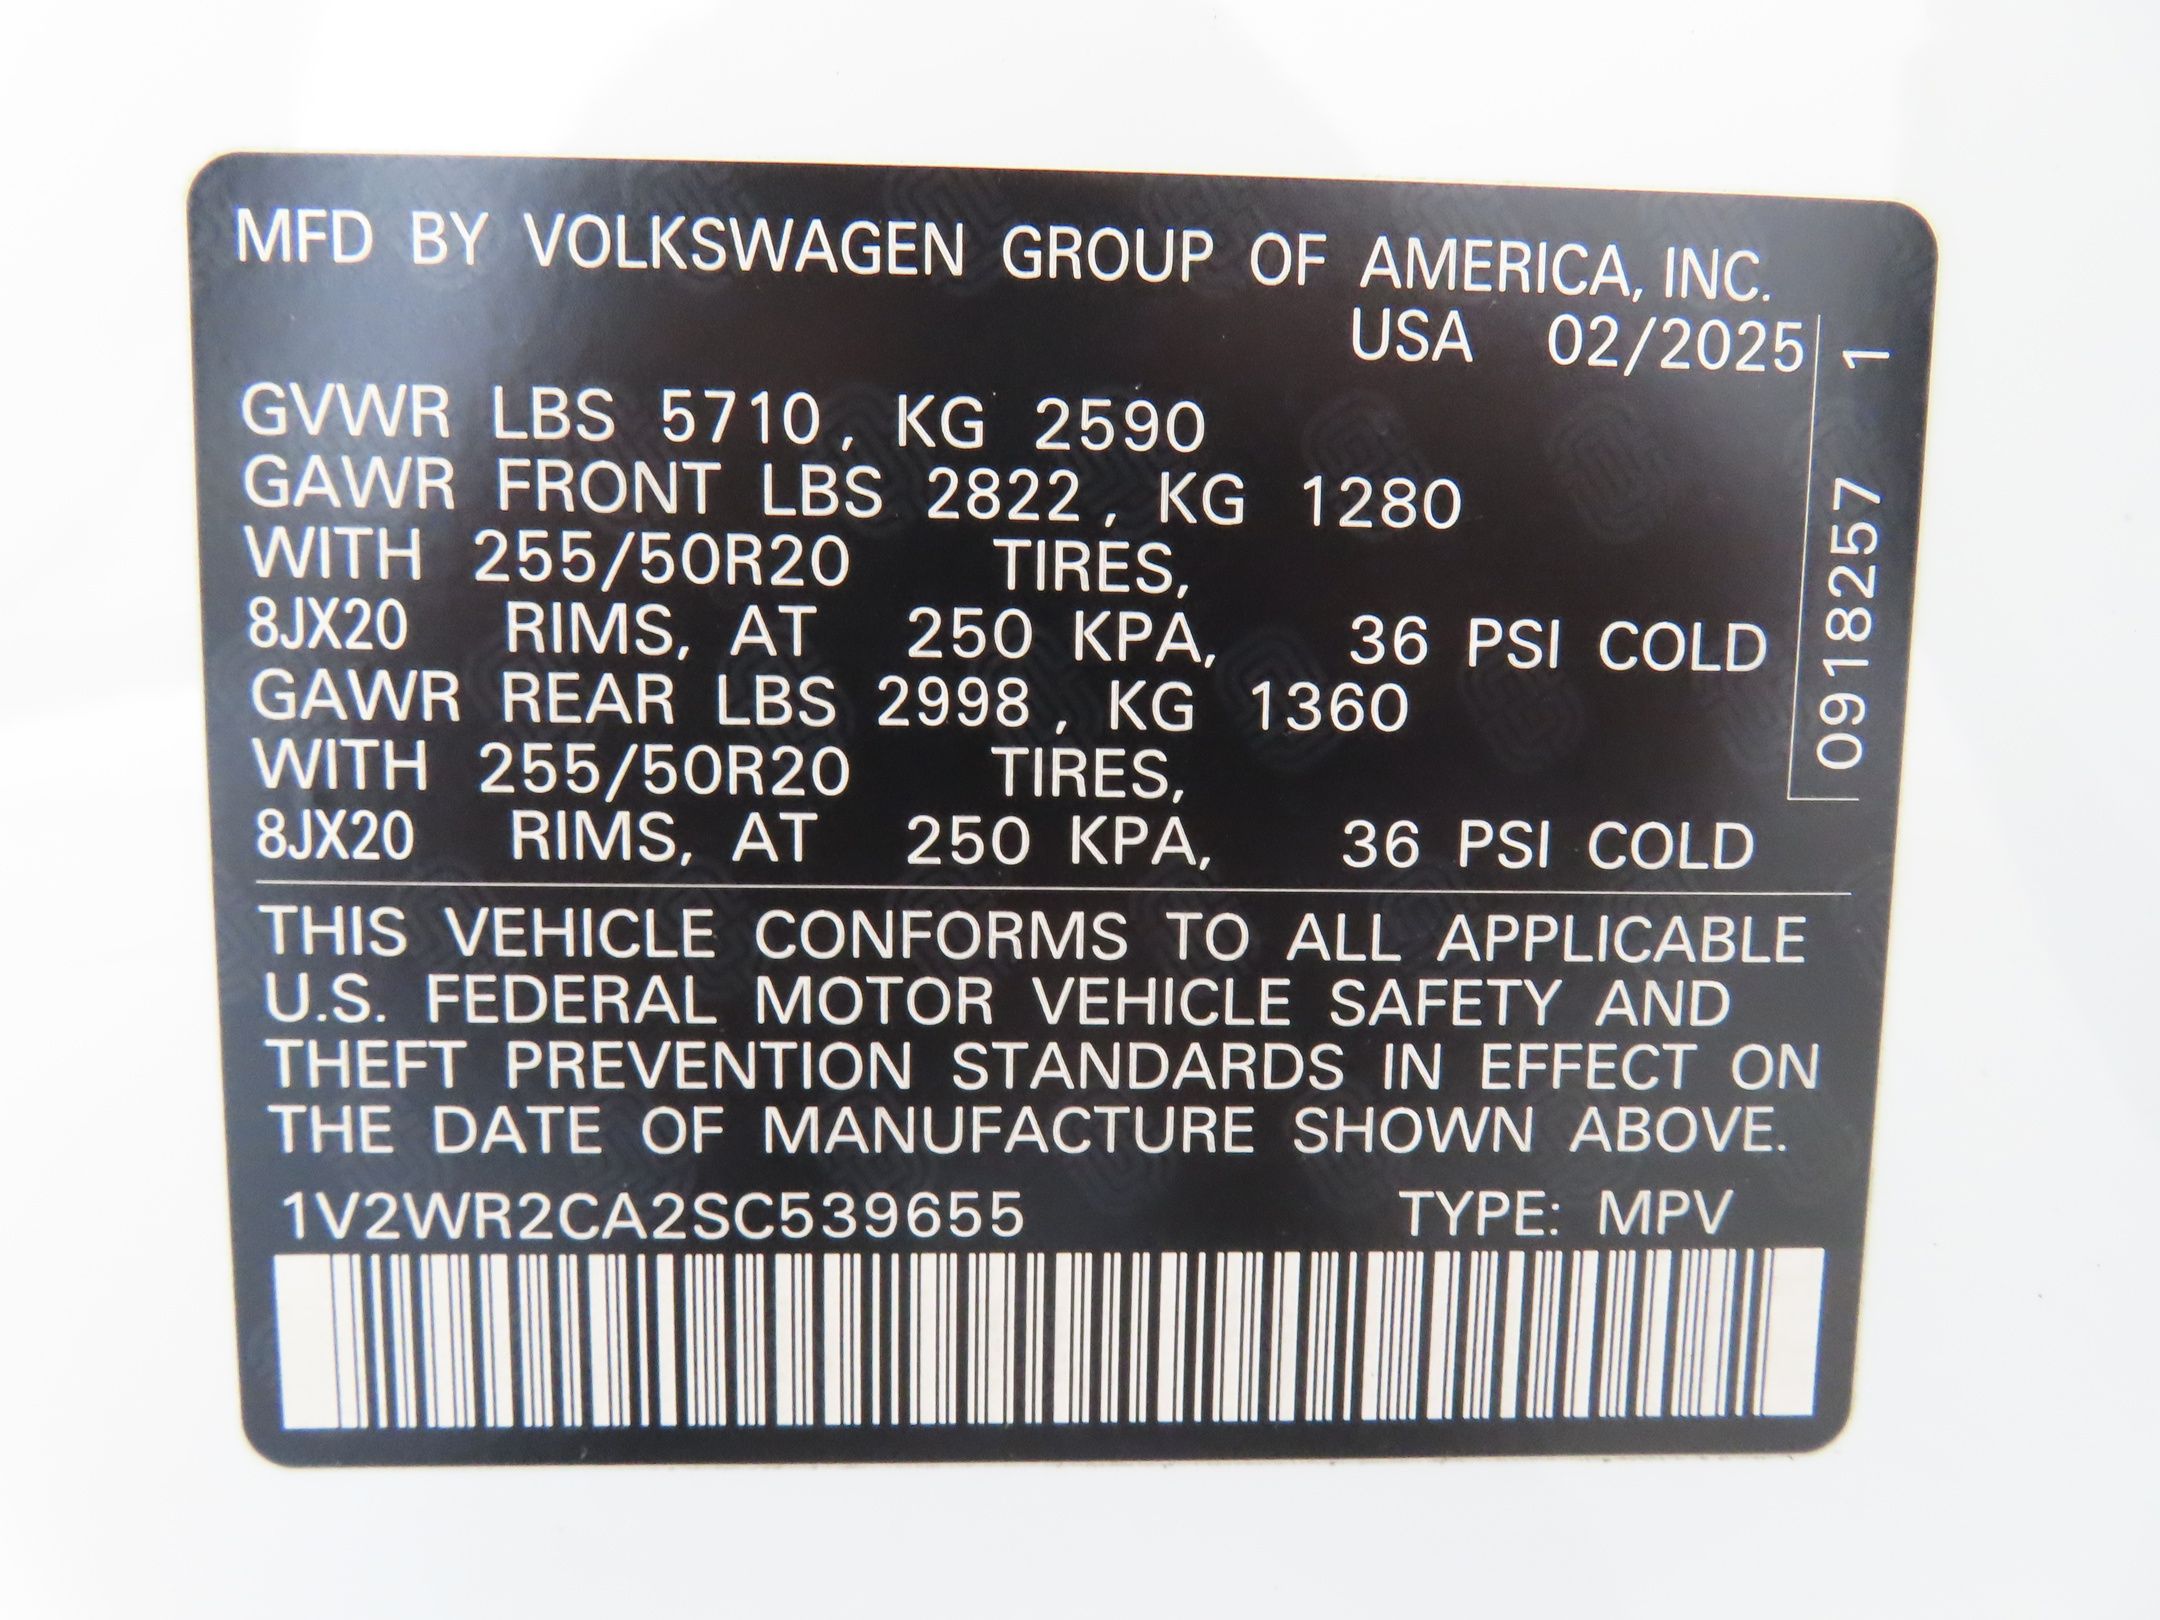 MFD BY VOLKSWAGEN GROUP OF AMERICA, INC.
USA 02/2025
GVWR LBS 5710, KG 2590
GAWR FRONT LBS 2822, KG 1280
WITH 255/50R20 TIRES,
8JX20 RIMS, AT 250 KPA, 36 PSI COLD
GAWR REAR LBS 2998, KG 1360
WITH 255/50R20 TIRES,
8JX20 RIMS, AT 250 KPA, 36 PSI COLD
0918257 1
THIS VEHICLE CONFORMS TO ALL APPLICABLE
U.S. FEDERAL MOTOR VEHICLE SAFETY AND
THEFT PREVENTION STANDARDS IN EFFECT ON
THE DATE OF MANUFACTURE SHOWN ABOVE.
1V2WR2CA2SC539655 TYPE: MPV